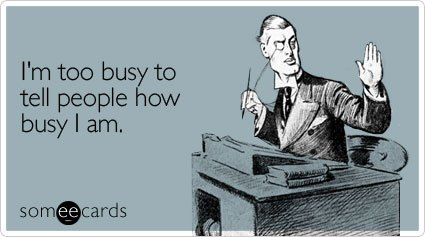 I'm too busy to
tell people how
busy I am.
someecards